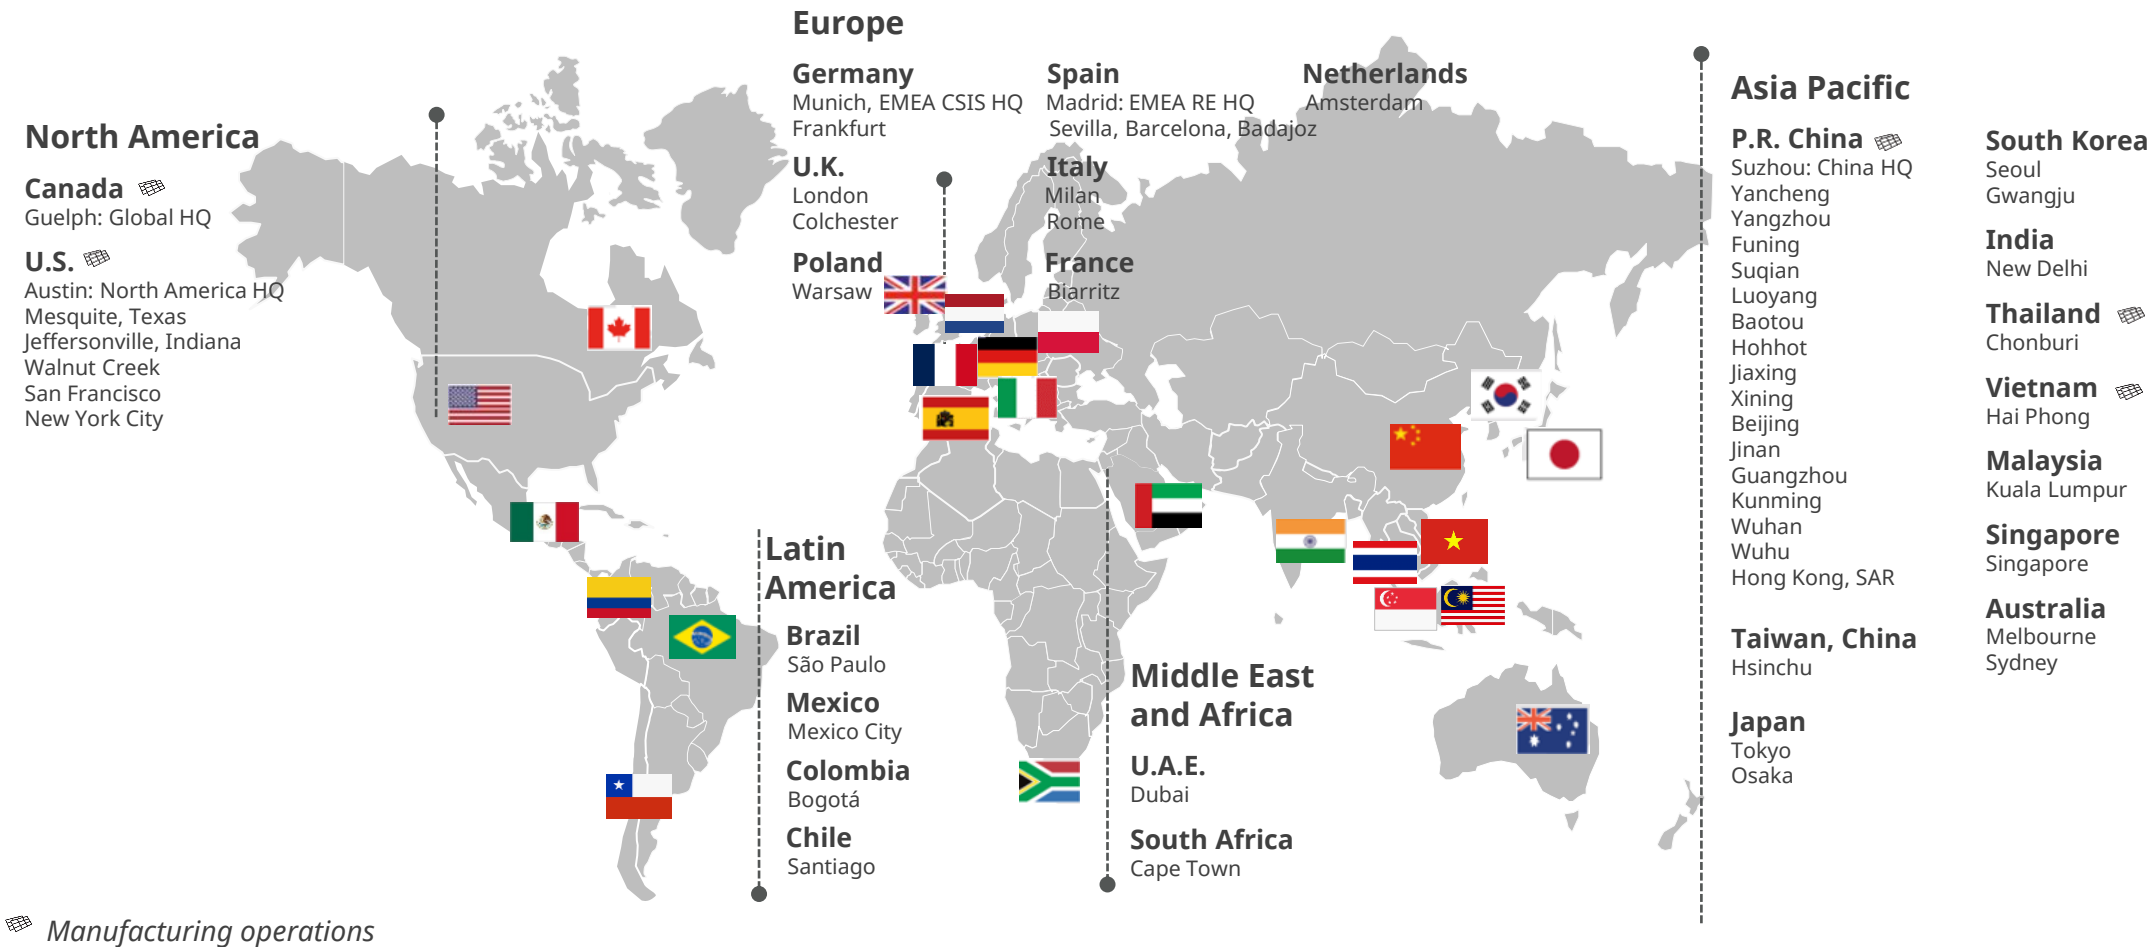 North America
Canada
Guelph: Global HQ
U.S.
Austin: North America HQ
Mesquite, Texas
Jeffersonville, Indiana
Walnut Creek
San Francisco
New York City
Europe
Germany
Munich, EMEA CSIS HQ
Frankfurt
U.K.
London
Colchester
Poland
Warsaw
Spain
Madrid: EMEA RE HQ
Sevilla, Barcelona, Badajoz
Italy
Milan
Rome
France
Biarritz
Netherlands
Amsterdam
Latin
America
Brazil
São Paulo
Mexico
Mexico City
Colombia
Bogotá
Chile
Santiago
Middle East
and Africa
U.A.E.
Dubai
South Africa
Cape Town
Asia Pacific
P.R. China
Suzhou: China HQ
Yancheng
Yangzhou
Funing
Suqian
Luoyang
Baotou
Hohhot
Jiaxing
Xining
Beijing
Jinan
Guangzhou
Kunming
Wuhan
Wuhu
Hong Kong, SAR
Taiwan, China
Hsinchu
Japan
Tokyo
Osaka
South Korea
Seoul
Gwangju
India
New Delhi
Thailand
Chonburi
Vietnam
Hai Phong
Malaysia
Kuala Lumpur
Singapore
Singapore
Australia
Melbourne
Sydney
Manufacturing operations